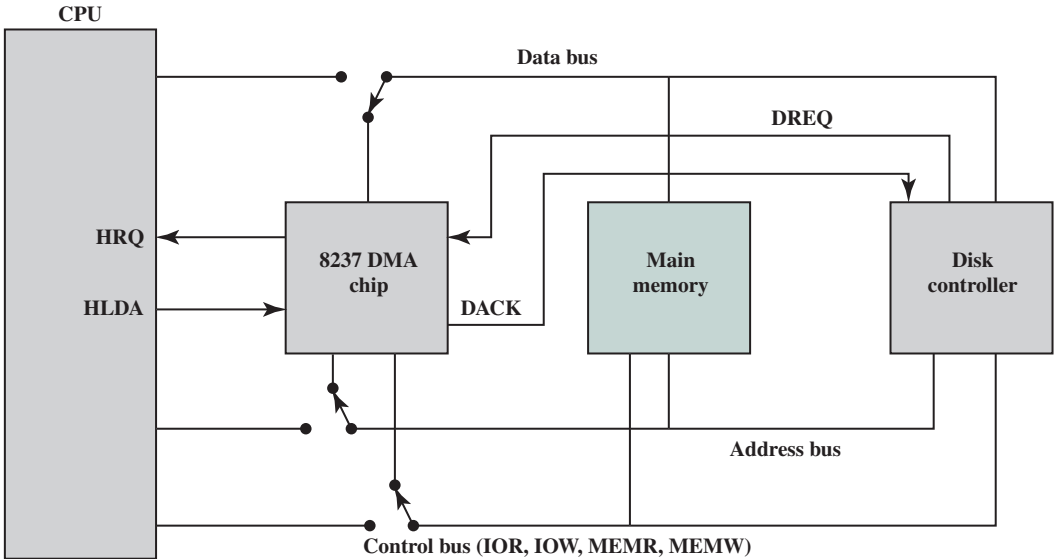 CPU
Data bus
DREQ
HRQ
8237 DMA
chip
Main
memory
Disk
controller
HLDA
DACK
Address bus
Control bus (IOR, IOW, MEMR, MEMW)